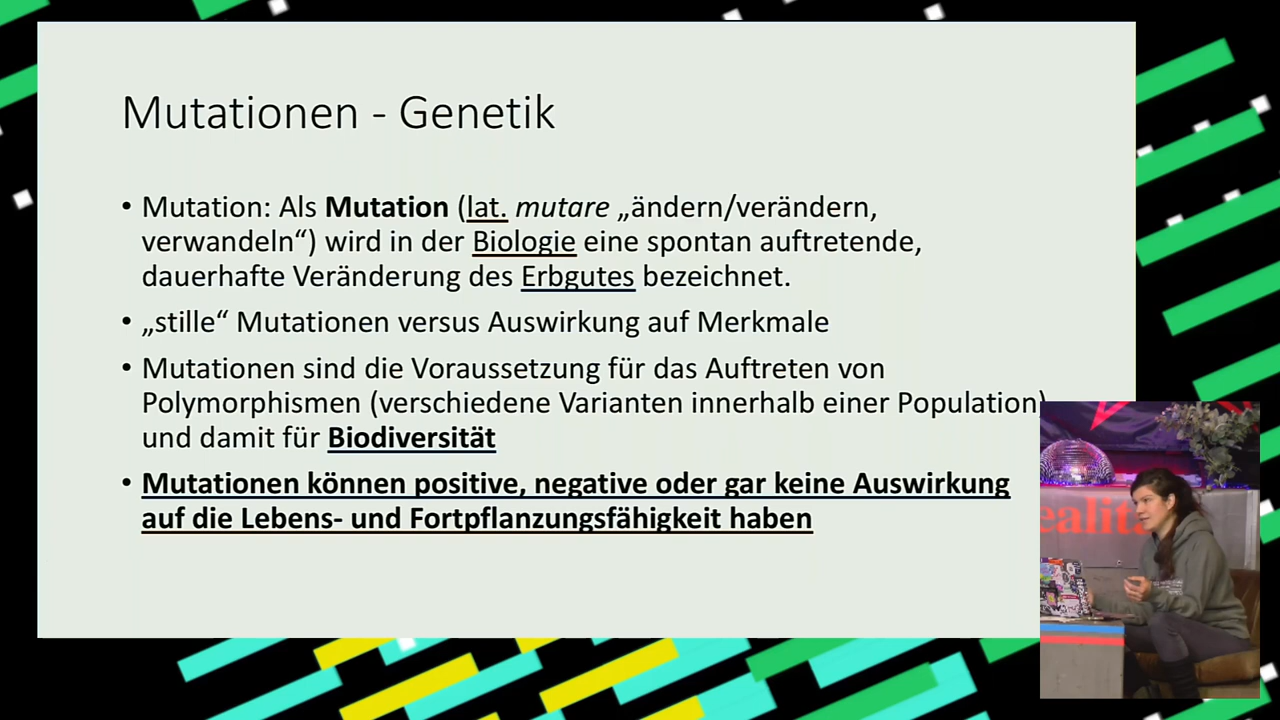 Mutationen - Genetik
• Mutation: Als Mutation (lat. mutare „ändern/verändern,
verwandeln“) wird in der Biologie eine spontan auftretende,
dauerhafte Veränderung des Erbgutes bezeichnet.
• „stille“ Mutationen versus Auswirkung auf Merkmale
• Mutationen sind die Voraussetzung für das Auftreten von
Polymorphismen (verschiedene Varianten innerhalb einer Population)
und damit für Biodiversität
• Mutationen können positive, negative oder gar keine Auswirkung
auf die Lebens- und Fortpflanzungsfähigkeit haben
ealit